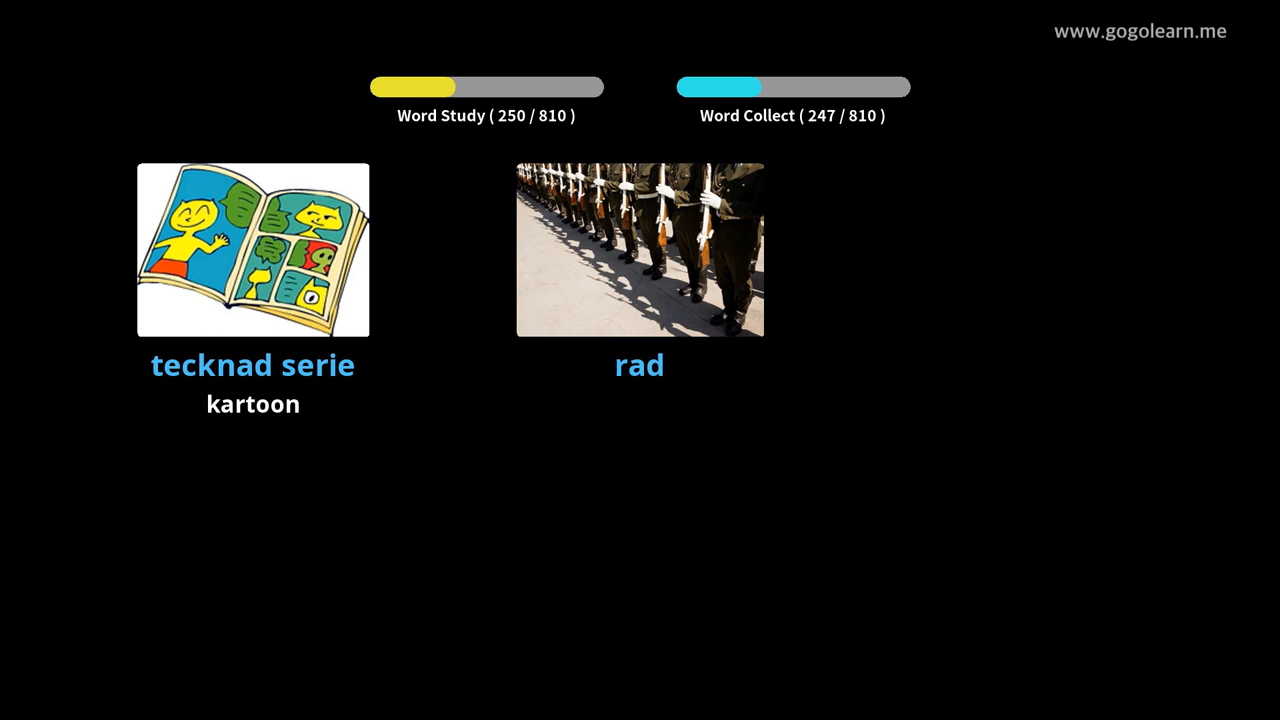 www.gogolearn.me
Word Study ( 250 / 810 )
Word Collect ( 247 / 810 )
tecknad serie
kartoon
rad